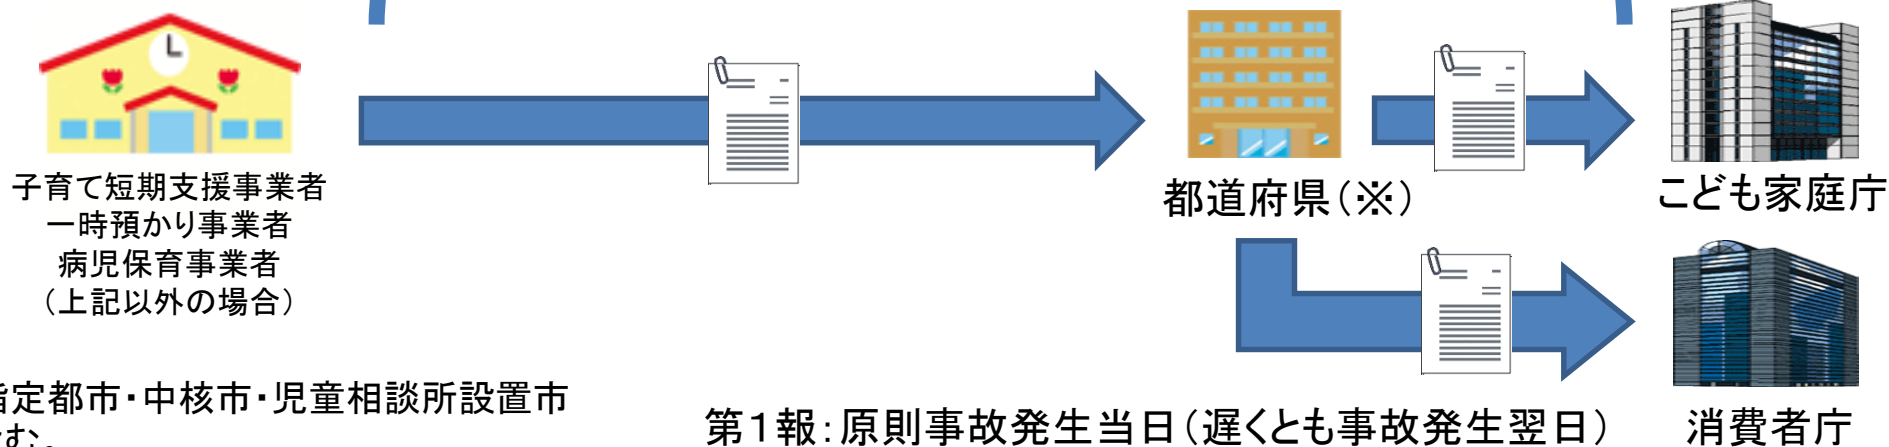 子育て短期支援事業者
一時預かり事業者
病児保育事業者
（上記以外の場合）
都道府県（※）
こども家庭庁
指定都市・中核市・児童相談所設置市
む。
第１報：原則事故発生当日（遅くとも事故発生翌日）
消費者庁